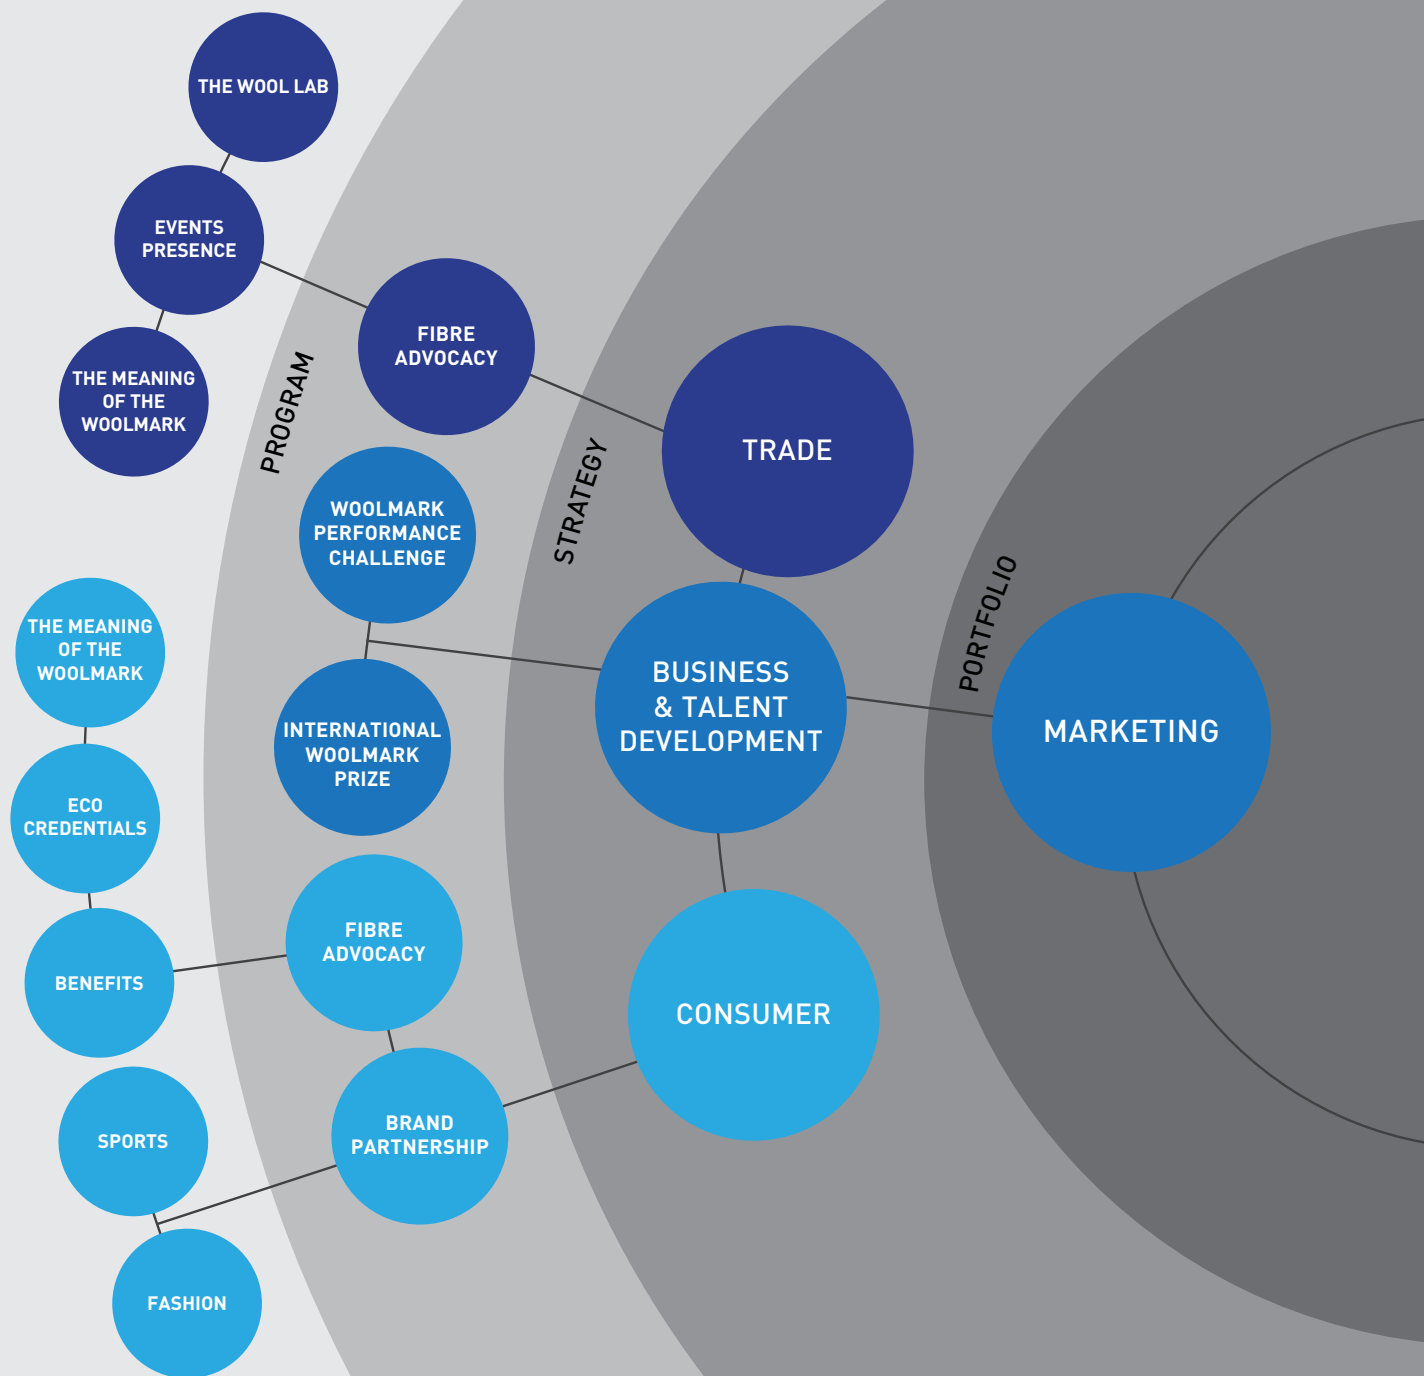 THE WOOL LAB
EVENTS
PRESENCE
THE MEANING
OF THE
WOOLMARK
FIBRE
ADVOCACY
PROGRAM
TRADE
STRATEGY
WOOLMARK
PERFORMANCE
CHALLENGE
PORTFOLIO
BUSINESS
& TALENT
DEVELOPMENT
MARKETING
INTERNATIONAL
WOOLMARK
PRIZE
THE MEANING
OF THE
WOOLMARK
ECO
CREDENTIALS
BENEFITS
FIBRE
ADVOCACY
CONSUMER
BRAND
PARTNERSHIP
SPORTS
FASHION